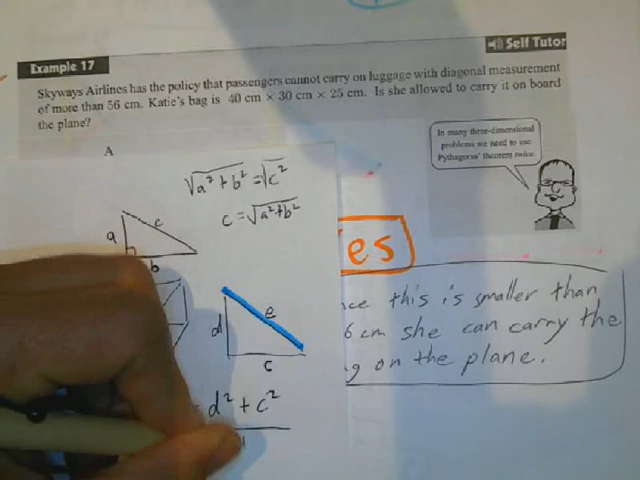 Self Tutor
Example 17
Skyways Airlines has the policy that passengers cannot carry on luggage with diagonal measurement
of more than 56 cm. Katie's bag is 40 cm × 30 cm × 25 cm. Is she allowed to carry it on board
the plane?
In many three-dimensional
problems we need to use
Pythagoras' theorem twice.
A
√a² + b² = √c²
c = √a² + b²
a
c
b
es
this is smaller than
6 cm she can carry the
g on the plane.
d
e
c
d² + c²